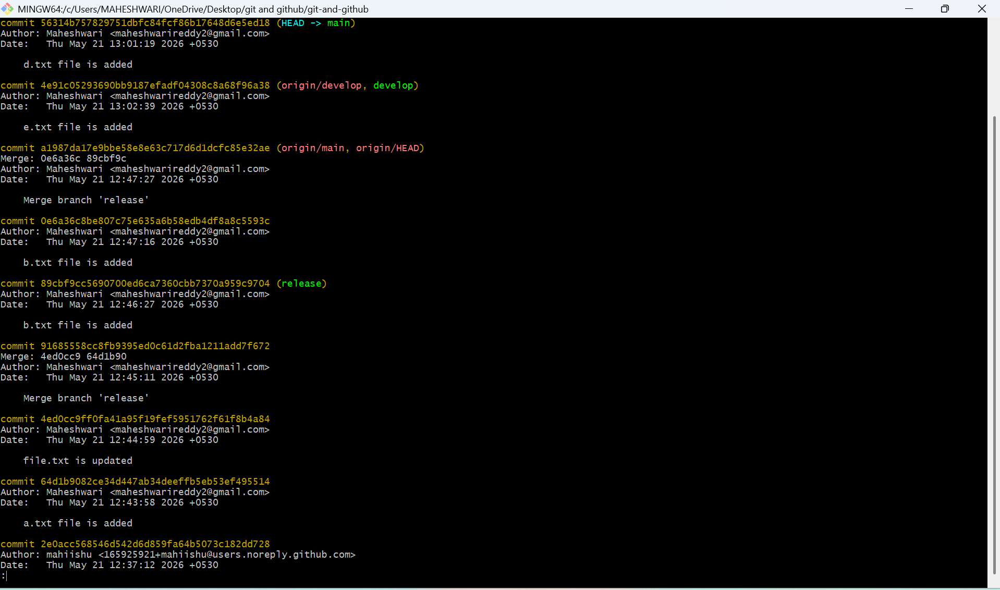 MINGW64:/c/Users/MAHESHWARI/OneDrive/Desktop/git and github/git-and-github
commit 56314b757829751dbfc84fcf86b17648d6e5ed18 (HEAD -> main)
Author: Maheshwari <maheshwarireddy2@gmail.com>
Date:   Thu May 21 13:01:19 2026 +0530
    d.txt file is added
commit 4e91c05293690bb9187efadf04308c8a68f96a38 (origin/develop, develop)
Author: Maheshwari <maheshwarireddy2@gmail.com>
Date:   Thu May 21 13:02:39 2026 +0530
    e.txt file is added
commit a1987da17e9bbe58e8e63c717d6d1dcfc85e32ae (origin/main, origin/HEAD)
Merge: 0e6a36c 89cbf9c
Author: Maheshwari <maheshwarireddy2@gmail.com>
Date:   Thu May 21 12:47:27 2026 +0530
    Merge branch 'release'
commit 0e6a36c8be807c75e635a6b58edb4df8a8c5593c
Author: Maheshwari <maheshwarireddy2@gmail.com>
Date:   Thu May 21 12:47:16 2026 +0530
    b.txt file is added
commit 89cbf9cc5690700ed6ca7360cbb7370a959c9704 (release)
Author: Maheshwari <maheshwarireddy2@gmail.com>
Date:   Thu May 21 12:46:27 2026 +0530
    b.txt file is added
commit 91685558cc8fb9395ed0c61d2fba1211add7f672
Merge: 4ed0cc9 64d1b90
Author: Maheshwari <maheshwarireddy2@gmail.com>
Date:   Thu May 21 12:45:11 2026 +0530
    Merge branch 'release'
commit 4ed0cc9ff0fa41a95f19fef5951762f61f8b4a84
Author: Maheshwari <maheshwarireddy2@gmail.com>
Date:   Thu May 21 12:44:59 2026 +0530
    file.txt is updated
commit 64d1b9082ce34d447ab34deeffb5eb53ef495514
Author: Maheshwari <maheshwarireddy2@gmail.com>
Date:   Thu May 21 12:43:58 2026 +0530
    a.txt file is added
commit 2e0acc568546d542d6d859fa64b5073c182dd728
Author: mahiishu <165925921+mahiishu@users.noreply.github.com>
Date:   Thu May 21 12:37:12 2026 +0530
: